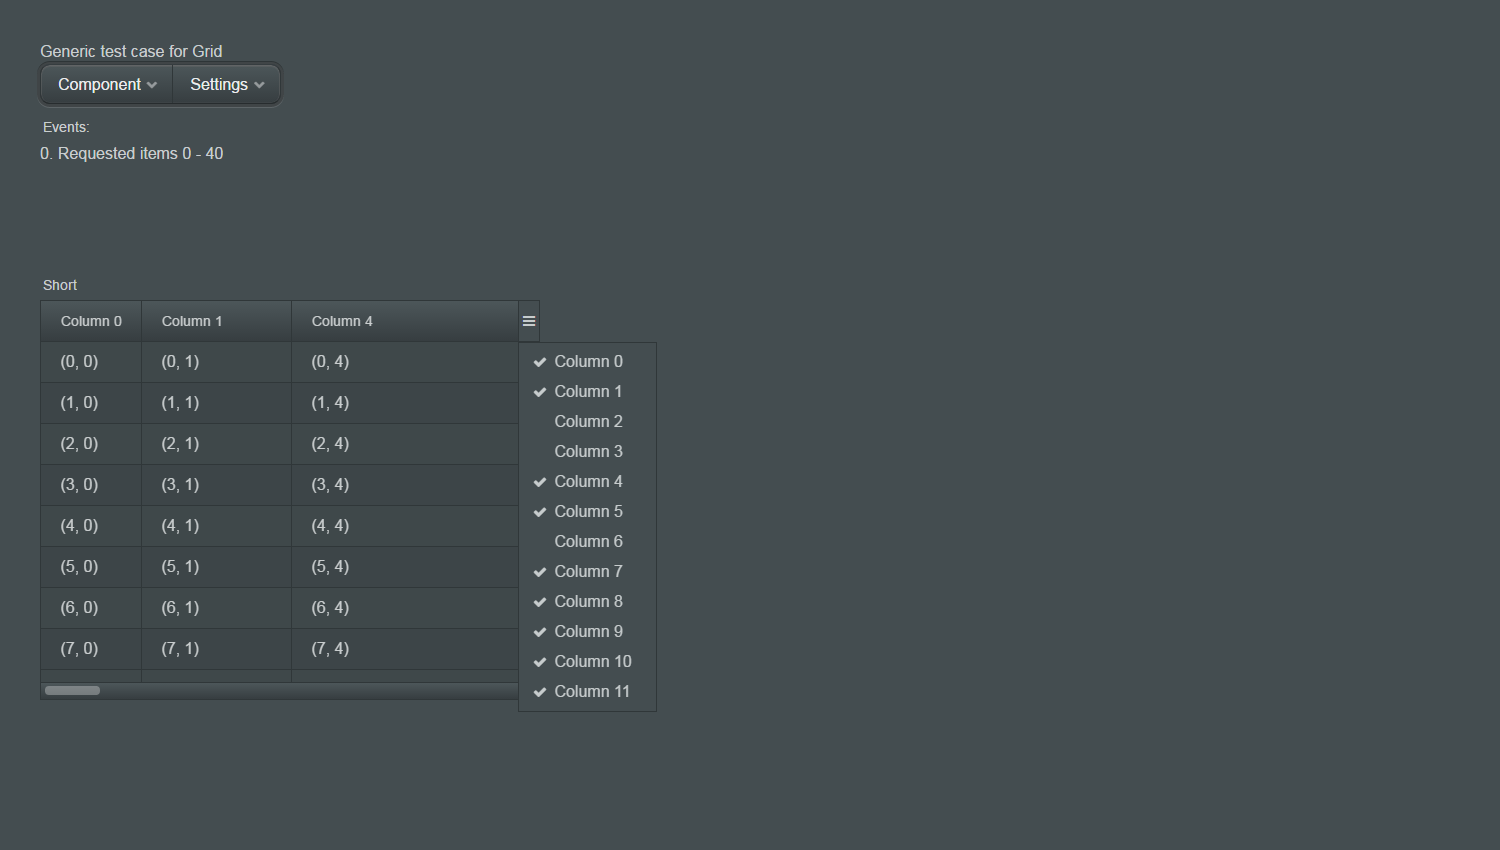 Generic test case for Grid
Component Settings
Events:
0. Requested items 0 - 40
Short
Column 0 Column 1 Column 4
(0, 0) (0, 1) (0, 4)
(1, 0) (1, 1) (1, 4)
(2, 0) (2, 1) (2, 4)
(3, 0) (3, 1) (3, 4)
(4, 0) (4, 1) (4, 4)
(5, 0) (5, 1) (5, 4)
(6, 0) (6, 1) (6, 4)
(7, 0) (7, 1) (7, 4)
Column 0
Column 1
Column 2
Column 3
Column 4
Column 5
Column 6
Column 7
Column 8
Column 9
Column 10
Column 11